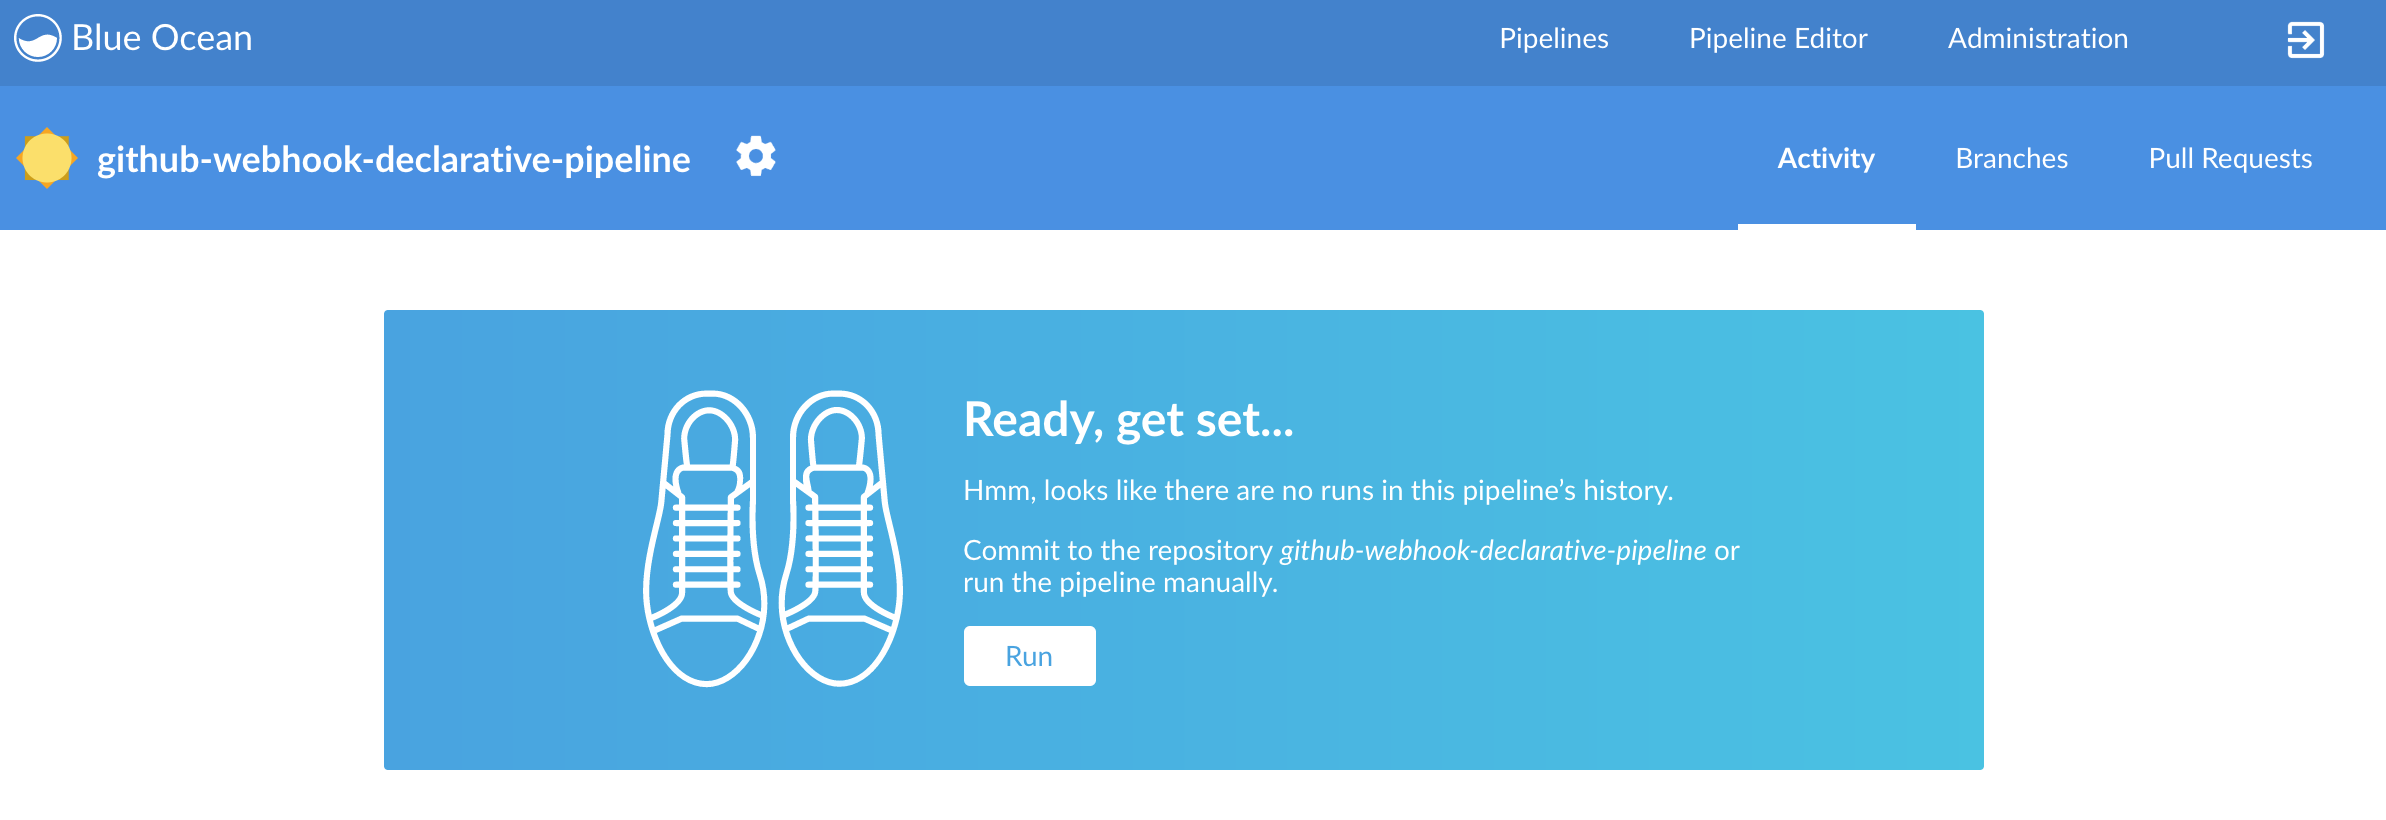 Blue Ocean
Pipelines
Pipeline Editor
Administration
github-webhook-declarative-pipeline
Activity
Branches
Pull Requests
Ready, get set...
Hmm, looks like there are no runs in this pipeline’s history.
Commit to the repository github-webhook-declarative-pipeline or
run the pipeline manually.
Run